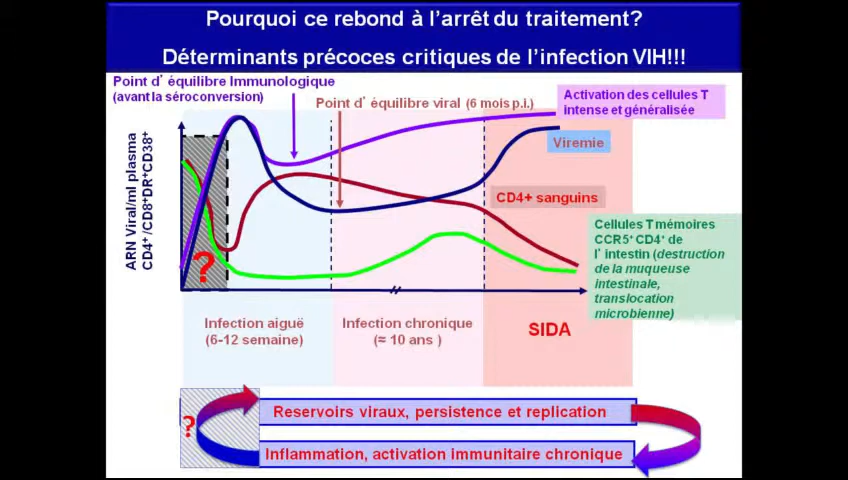 Pourquoi ce rebond à l'arrêt du traitement?
Déterminants précoces critiques de l'infection VIH!!!
Point d' équilibre Immunologique
(avant la séroconversion)
Point d' équilibre viral (6 mois p.i.)
Activation des cellules T
intense et généralisée
Viremie
CD4+ sanguins
Cellules T mémoires
CCR5+ CD4+ de
l' intestin (destruction
de la muqueuse
intestinale,
translocation
microbienne)
ARN Viral/ml plasma
CD4+/CD8+DR+CD38+
?
Infection aiguë
(6-12 semaine)
Infection chronique
(≈ 10 ans )
SIDA
?
Reservoirs viraux, persistence et replication
Inflammation, activation immunitaire chronique